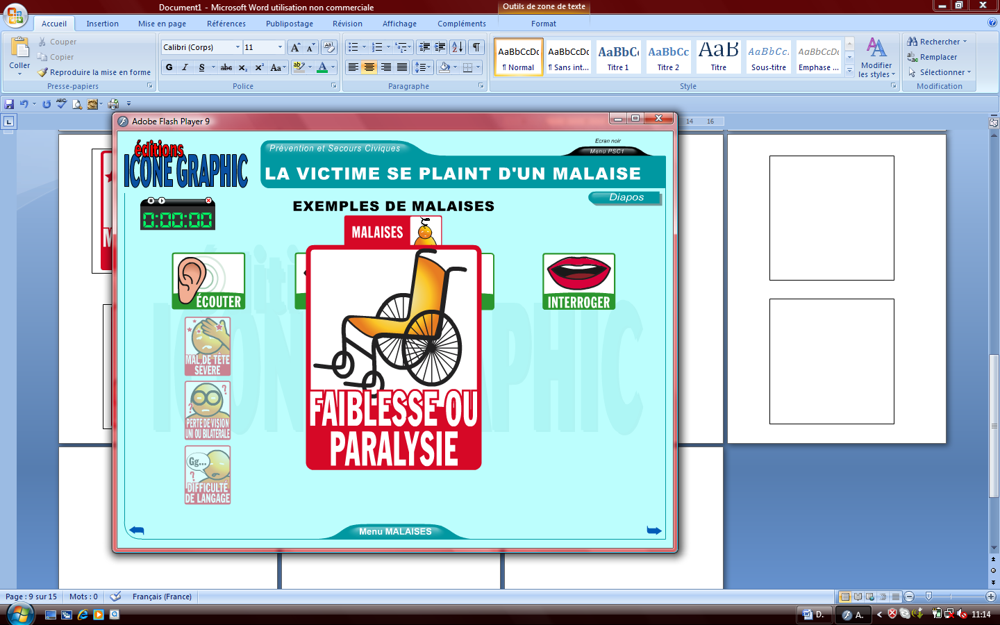 Document1 - Microsoft Word utilisation non commerciale
Outils de zone de texte
Accueil Insertion Mise en page Références Publipostage Révision Affichage Compléments Format
Coller
Couper
Copier
Reproduire la mise en forme
Presse-papiers
Calibri (Corps) 11
G I S abc x₂ x² Aa
Police
Paragraphe
AaBbCcDc AaBbCcDc AaBbCc AaBbCc AaB AaBbCc. AaBbCcDc
¶ Normal ¶ Sans int... Titre 1 Titre 2 Titre Sous-titre Emphase ...
Modifier
les styles
Style
Rechercher
Remplacer
Sélectionner
Modification
14 16
Adobe Flash Player 9
éditions
ICONE GRAPHIC
Prévention et Secours Civiques
Ecran noir
Menu PSC1
LA VICTIME SE PLAINT D'UN MALAISE
Diapos
0:00:00
EXEMPLES DE MALAISES
MALAISES
ÉCOUTER
INTERROGER
MAL DE TÊTE
SÉVÈRE
PERTE DE VISION
UNI OU BILATÉRALE
Gg...
DIFFICULTÉ
DE LANGAGE
FAIBLESSE OU
PARALYSIE
Menu MALAISES
Page : 9 sur 15 Mots : 0 Français (France)
D. A. 11:14